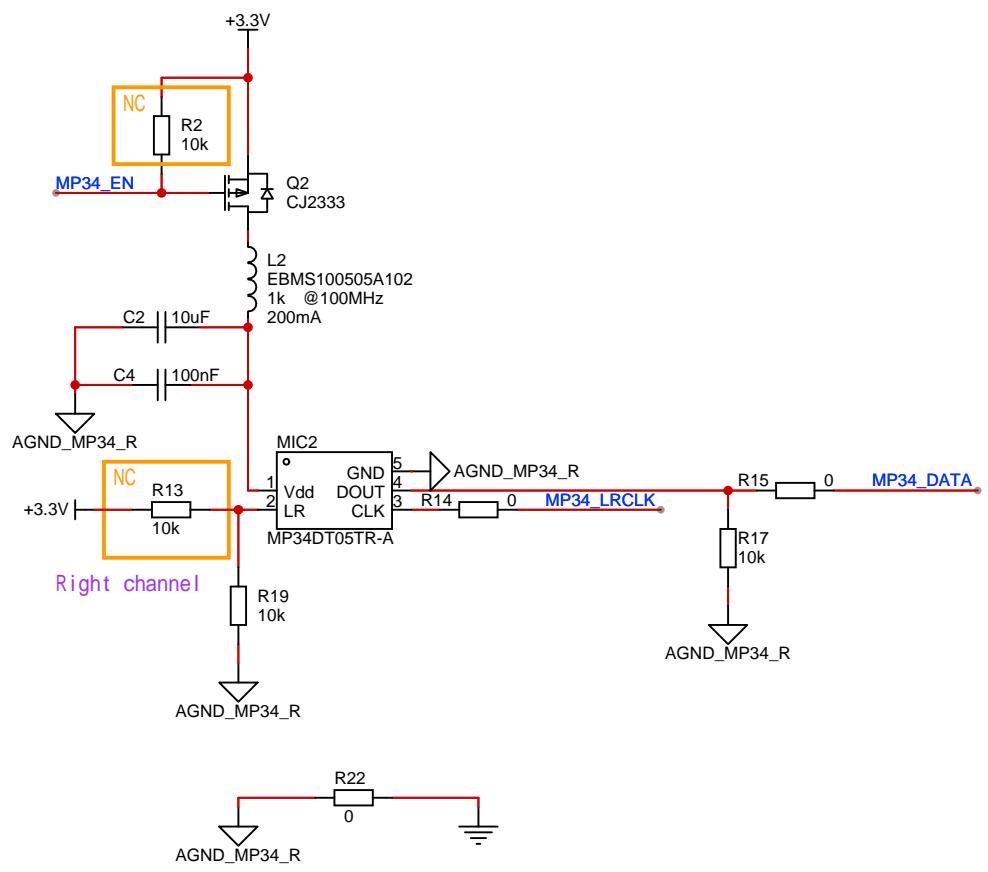 +3.3V
NC
R2
10k
MP34_EN
Q2
CJ2333
L2
EBMS100505A102
1k @100MHz
200mA
C2 10uF
C4 100nF
AGND_MP34_R
MIC2
1 Vdd
2 LR
GND 5
DOUT 4
CLK 3
MP34DT05TR-A
AGND_MP34_R
R14 0
MP34_LRCLK
R15 0
MP34_DATA
R17
10k
AGND_MP34_R
NC
+3.3V
R13
10k
Right channel
R19
10k
AGND_MP34_R
R22
0
AGND_MP34_R